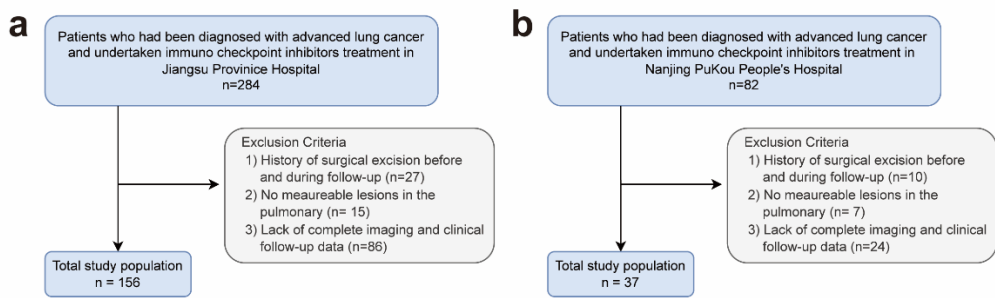 a
Patients who had been diagnosed with advanced lung cancer
and undertaken immuno checkpoint inhibitors treatment in
Jiangsu Provinice Hospital
n=284
Exclusion Criteria
1) History of surgical excision before
and during follow-up (n=27)
2) No meaureable lesions in the
pulmonary (n= 15)
3) Lack of complete imaging and clinical
follow-up data (n=86)
Total study population
n = 156
b
Patients who had been diagnosed with advanced lung cancer
and undertaken immuno checkpoint inhibitors treatment in
Nanjing PuKou People's Hospital
n=82
Exclusion Criteria
1) History of surgical excision before
and during follow-up (n=10)
2) No meaureable lesions in the
pulmonary (n= 7)
3) Lack of complete imaging and clinical
follow-up data (n=24)
Total study population
n = 37